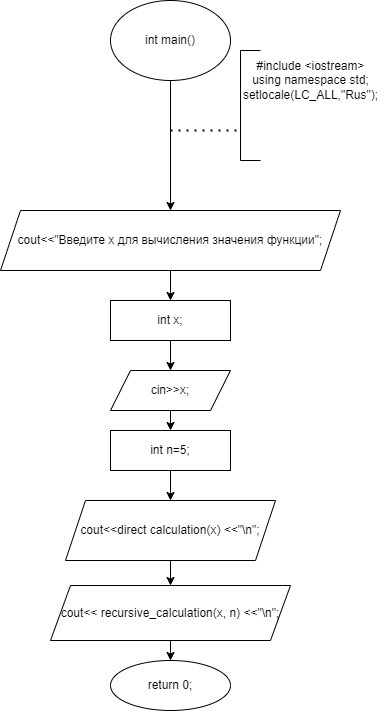 int main()
#include <iostream>
using namespace std;
setlocale(LC_ALL,"Rus");
cout<<"Введите x для вычисления значения функции";
int x;
cin>>x;
int n=5;
cout<<direct calculation(x) <<"\n";
cout<< recursive_calculation(x, n) <<"\n";
return 0;